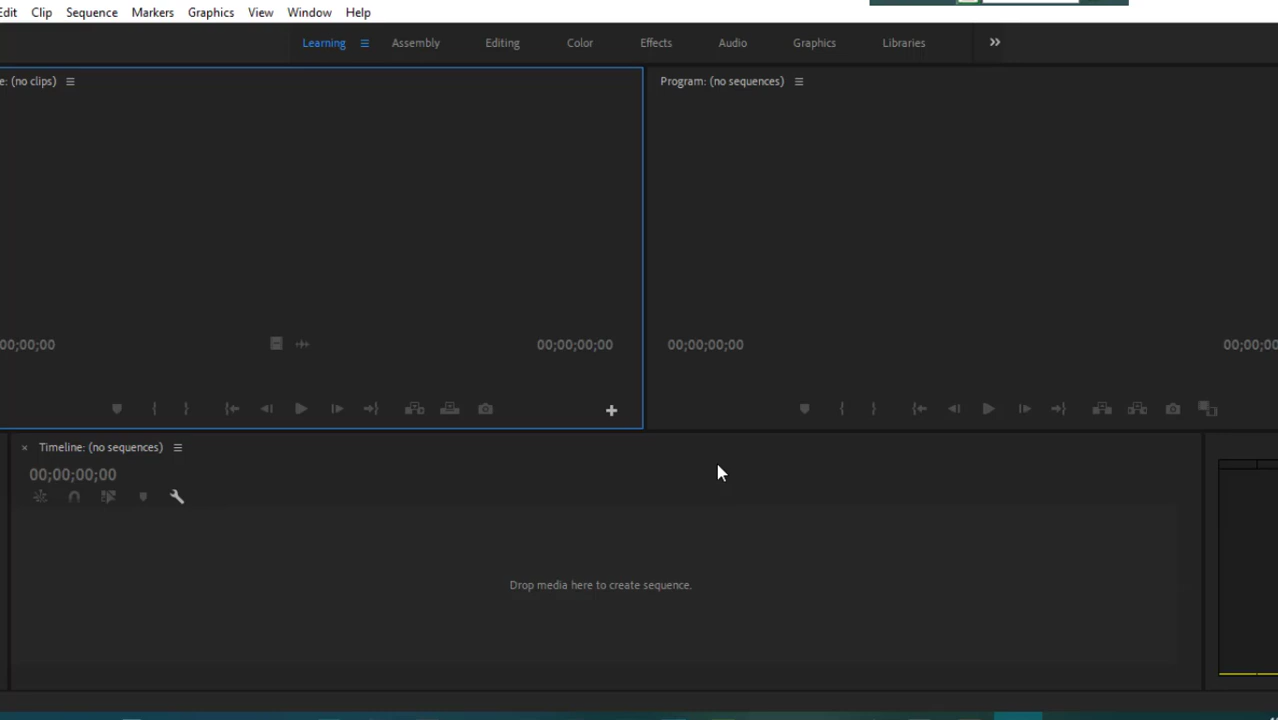 Edit Clip Sequence Markers Graphics View Window Help
Learning Assembly Editing Color Effects Audio Graphics Libraries
e: (no clips) Program: (no sequences)
00;00;00 00;00;00;00 00;00;00;00 00;00;00
Timeline: (no sequences)
00;00;00;00
Drop media here to create sequence.